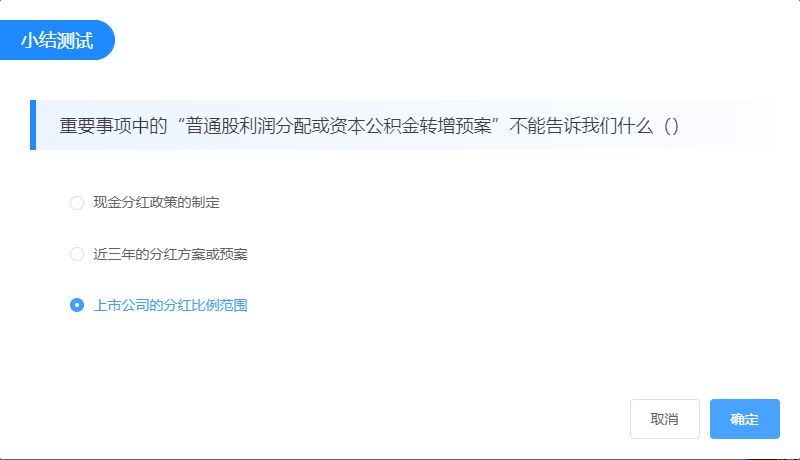 小结测试
重要事项中的“普通股利润分配或资本公积金转增预案”不能告诉我们什么（）
现金分红政策的制定
近三年的分红方案或预案
上市公司的分红比例范围
取消
确定